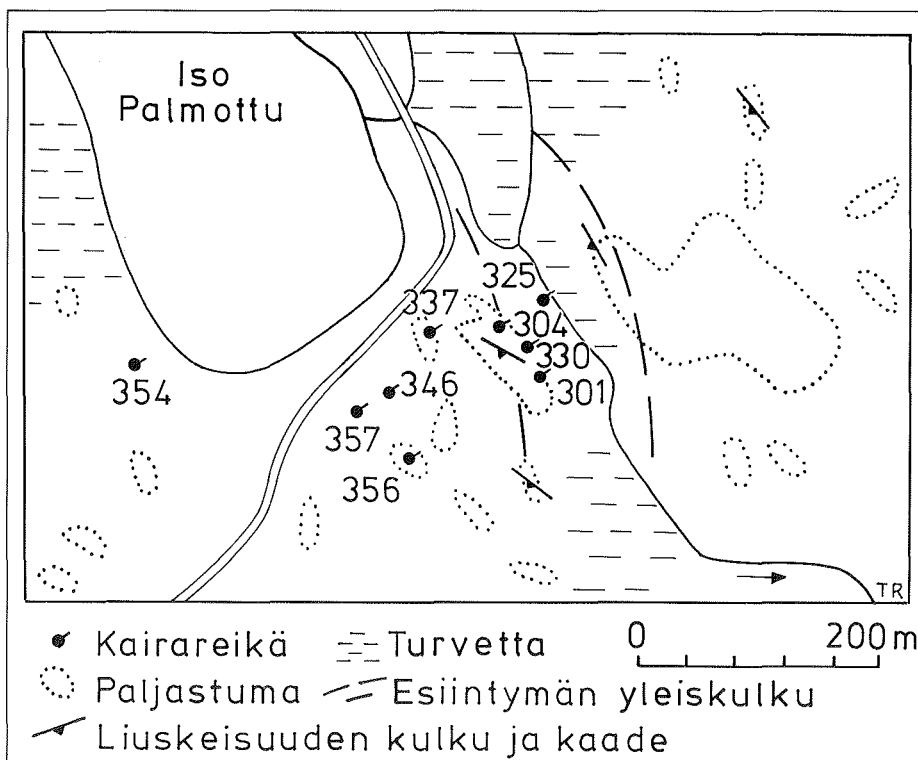 Iso
Palmottu
325
337
304
330
354
346
301
357
356
TR
Kairareikä
Turvetta
0 200 m
Paljastuma
Esiintymän yleiskulku
Liuskeisuuden kulku ja kaade